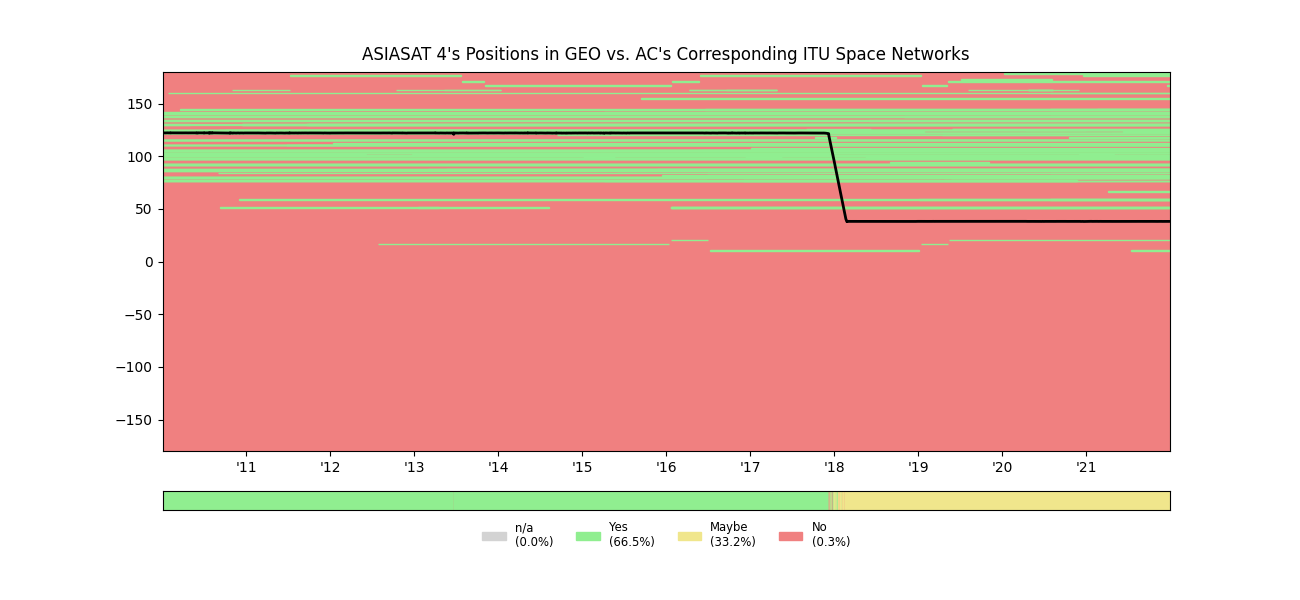 ASIASAT 4's Positions in GEO vs. AC's Corresponding ITU Space Networks
150
100
50
0
−50
−100
−150
'11 '12 '13 '14 '15 '16 '17 '18 '19 '20 '21
n/a Yes Maybe No
(0.0%) (66.5%) (33.2%) (0.3%)